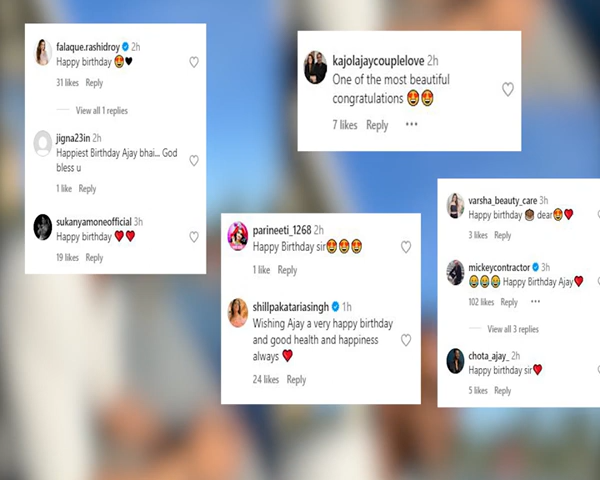 falaque.rashidroy 2h
Happy birthday 😍🖤
31 likes Reply
View all 1 replies
jigna23in 2h
Happiest Birthday Ajay bhai... God
bless u
1 like Reply
sukanyamoneofficial 3h
Happy birthday ❤️❤️
19 likes Reply
kajolajaycouplelove 2h
One of the most beautiful
congratulations 😍😍
7 likes Reply •••
parineeti_1268 2h
Happy Birthday sir😍😍😍
1 like Reply
shillpakatariasingh 1h
Wishing Ajay a very happy birthday
and good health and happiness
always ❤️
24 likes Reply
varsha_beauty_care 3h
Happy birthday 🎂 dear😍❤️
3 likes Reply
mickeycontractor 3h
😂😂😂 Happy Birthday Ajay❤️
102 likes Reply •••
View all 3 replies
chota_ajay_ 2h
Happy birthday sir❤️
5 likes Reply